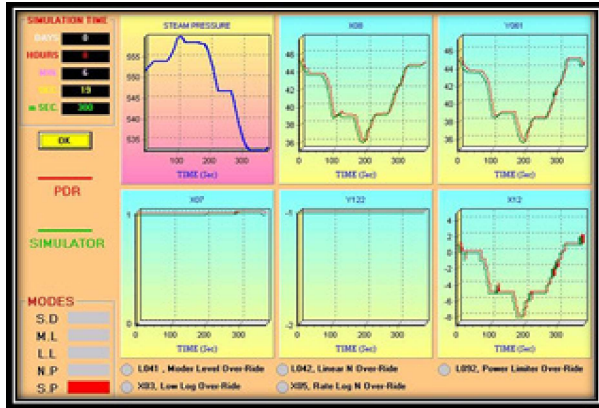 SIMULATION TIME
DAYS 0
HOURS 0
MIN 6
SEC 19
m SEC. 300
OK
PDR
SIMULATOR
MODES
S.D
M.L
L.L
N.P
S.P
STEAM PRESSURE
555
550
545
540
535
100 200 300
TIME (Sec)
X08
46
44
42
40
38
36
0 100 200 300
TIME (Sec)
Y061
46
44
42
40
38
36
0 100 200 300
TIME (Sec)
X07
1
0
0 100 200 300
TIME (Sec)
Y122
-1
-2
0 100 200 300
TIME (Sec)
X12
4
2
0
-2
-4
-6
-8
0 100 200 300
TIME (Sec)
L041 , Moder Level Over-Ride
L042, Linear N Over-Ride
L092, Power Limiter Over-Ride
X03, Low Log Over-Ride
X05, Rate Log N Over-Ride